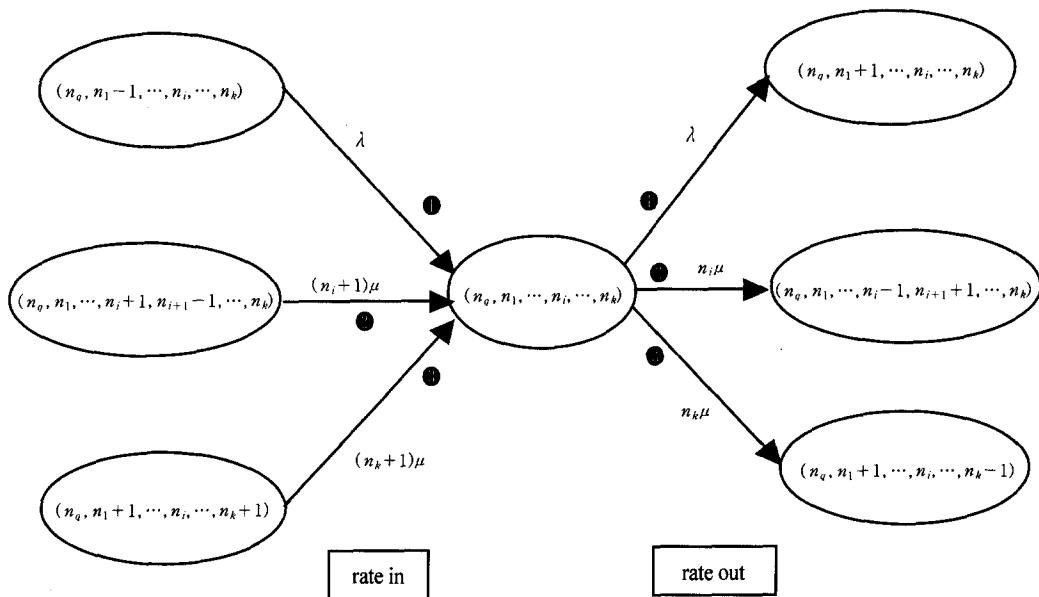 (n_q, n_1−1, ⋯, n_i, ⋯, n_k)
λ
(n_q, n_1, ⋯, n_i+1, n_{i+1}−1, ⋯, n_k)
(n_i+1)μ
(n_q, n_1+1, ⋯, n_i, ⋯, n_k+1)
(n_k+1)μ
(n_q, n_1, ⋯, n_i, ⋯, n_k)
λ
(n_q, n_1+1, ⋯, n_i, ⋯, n_k)
n_iμ
(n_q, n_1, ⋯, n_i−1, n_{i+1}+1, ⋯, n_k)
n_kμ
(n_q, n_1+1, ⋯, n_i, ⋯, n_k−1)
rate in
rate out